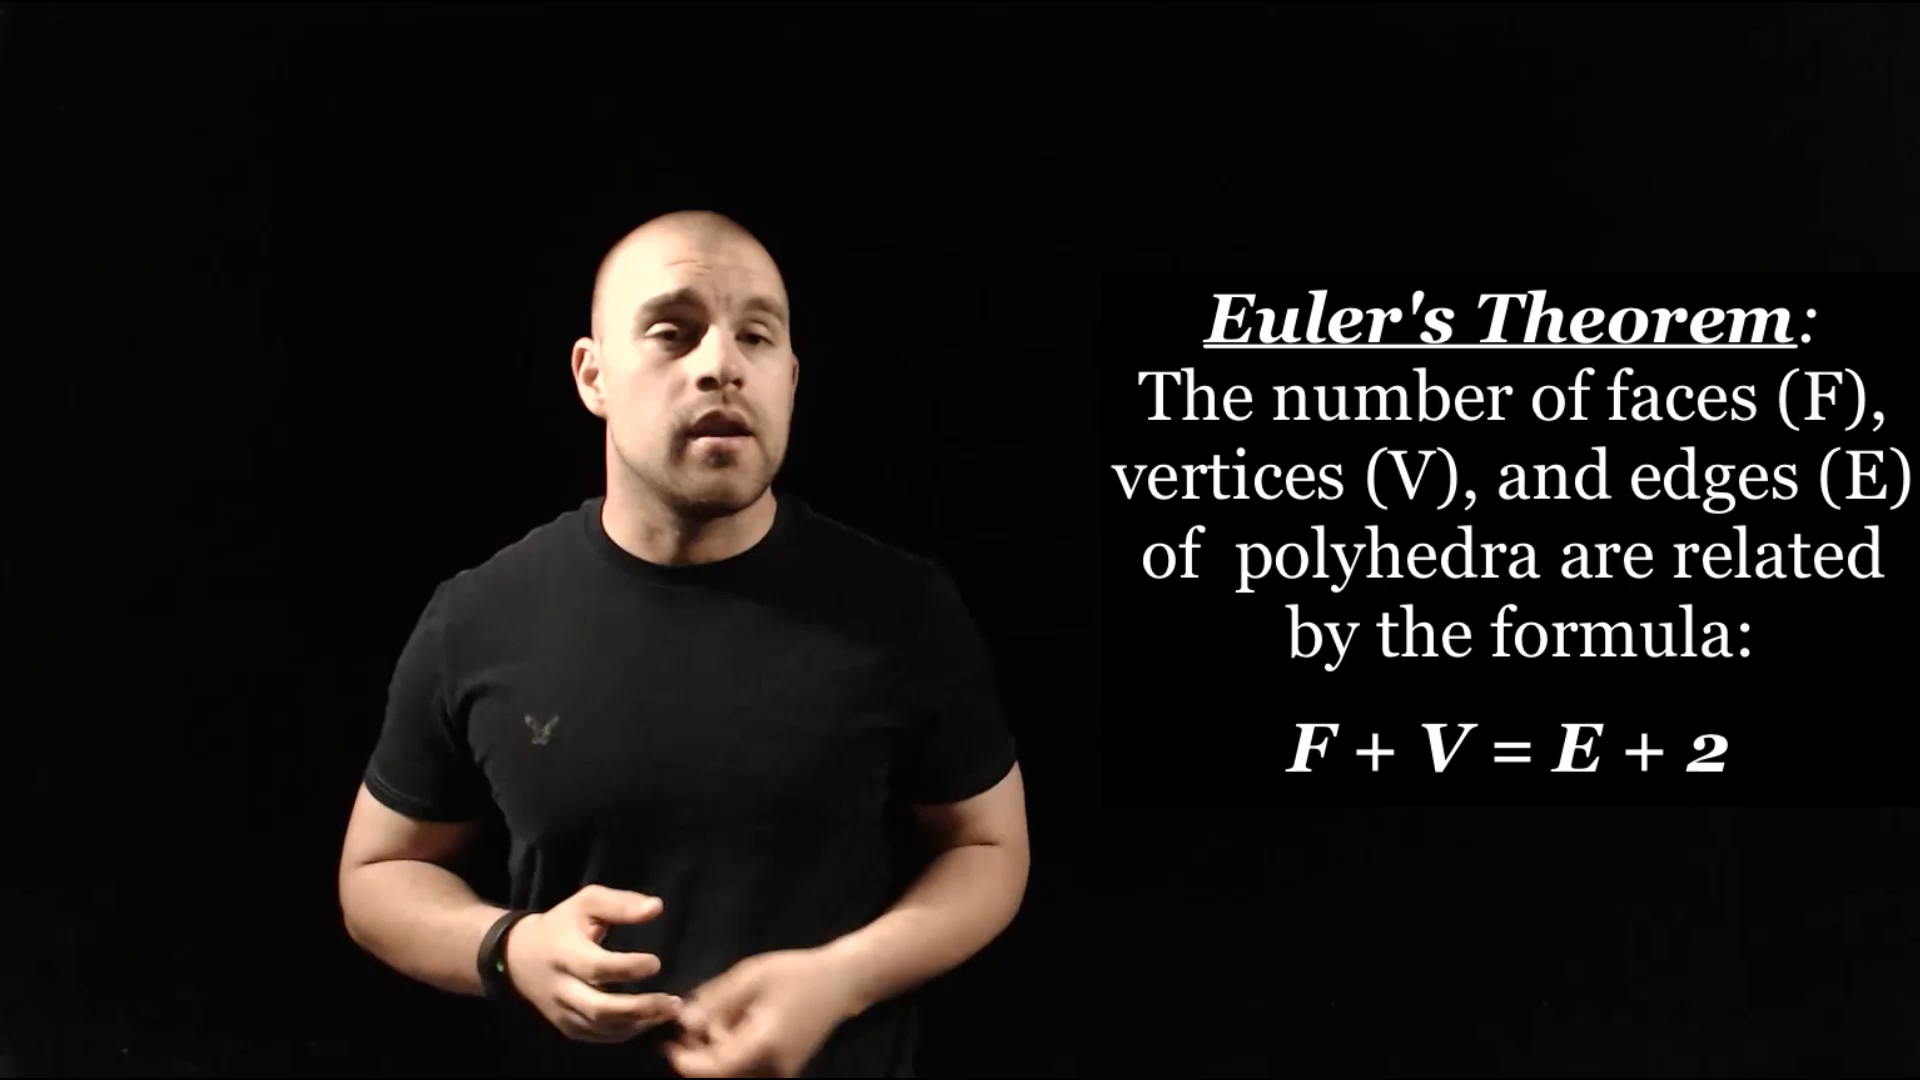 Euler's Theorem:
The number of faces (F),
vertices (V), and edges (E)
of polyhedra are related
by the formula:
F + V = E + 2